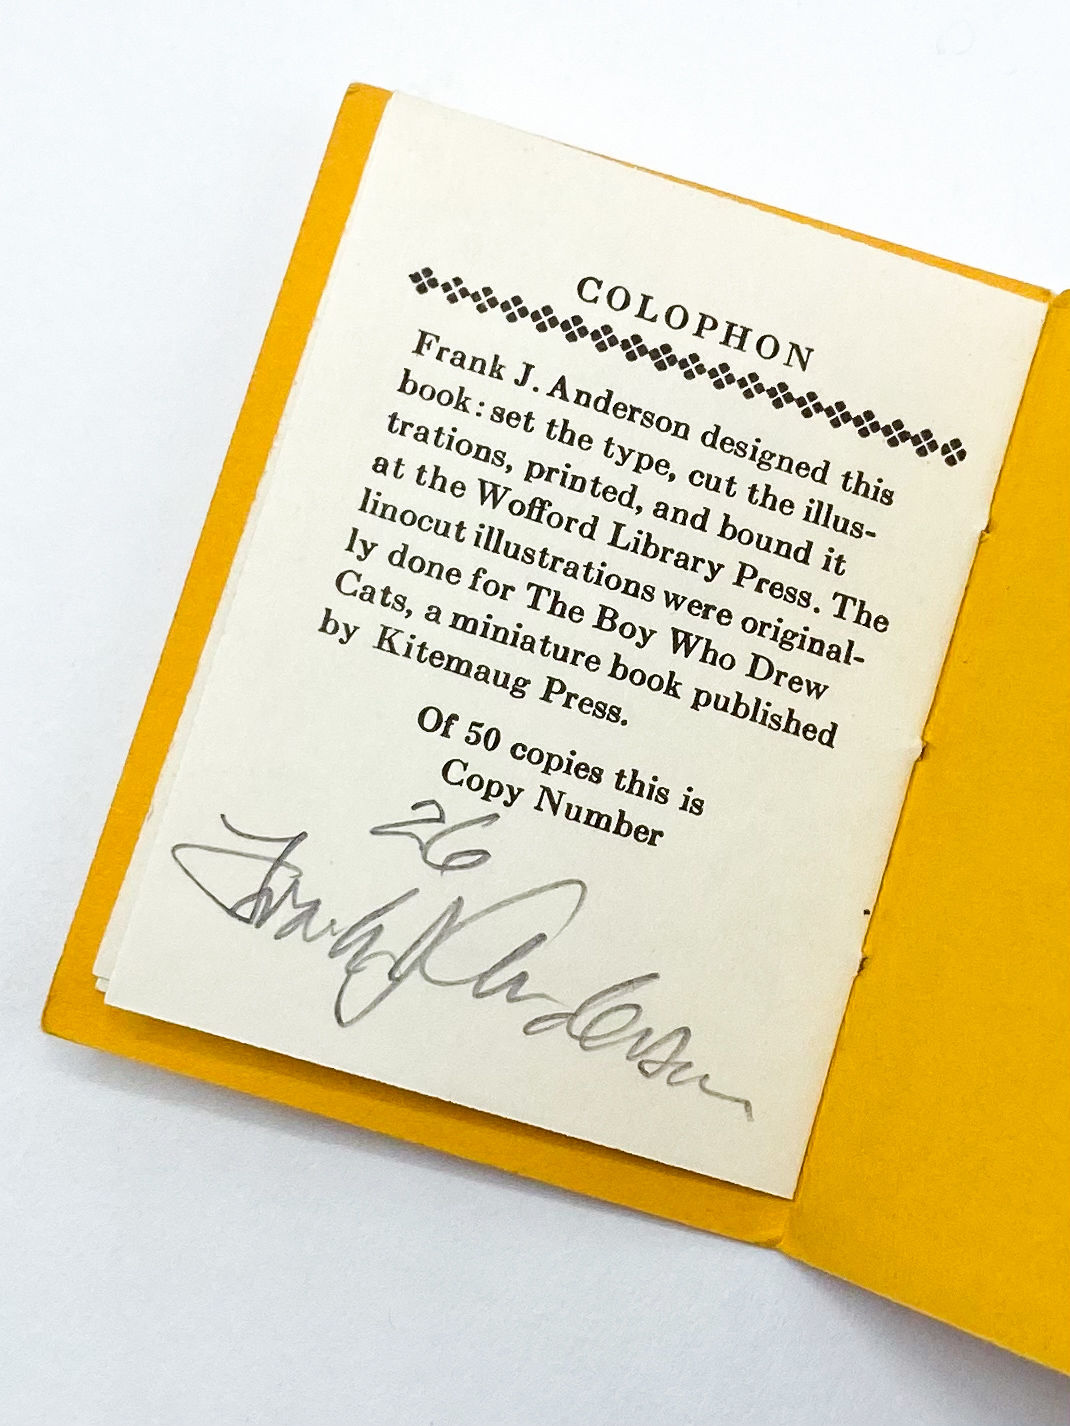 COLOPHON
Frank J. Anderson designed this
book: set the type, cut the illus-
trations, printed, and bound it
at the Wofford Library Press. The
linocut illustrations were original-
ly done for The Boy Who Drew
Cats, a miniature book published
by Kitemaug Press.
Of 50 copies this is
Copy Number
26
Frank J Anderson